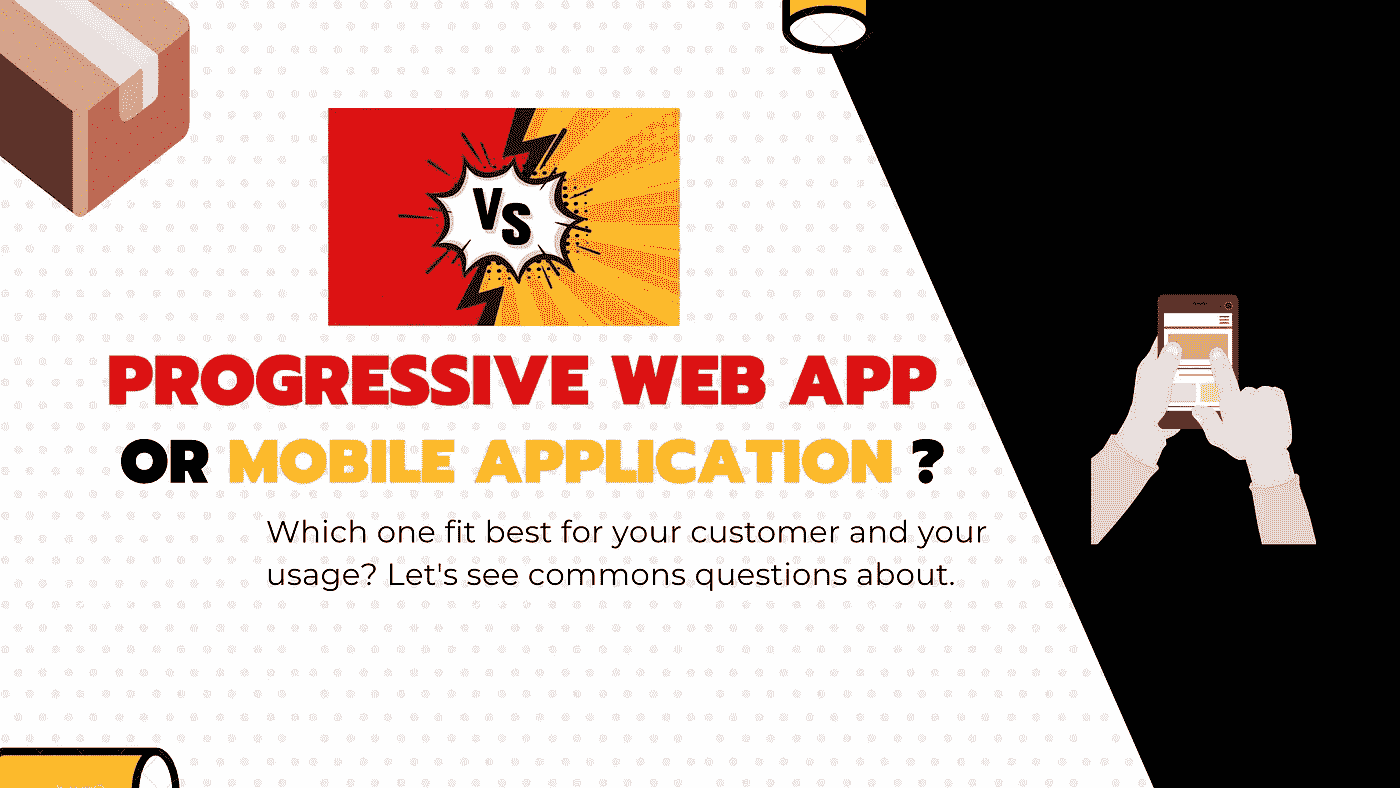 VS
PROGRESSIVE WEB APP
OR MOBILE APPLICATION ?
Which one fit best for your customer and your
usage? Let's see commons questions about.